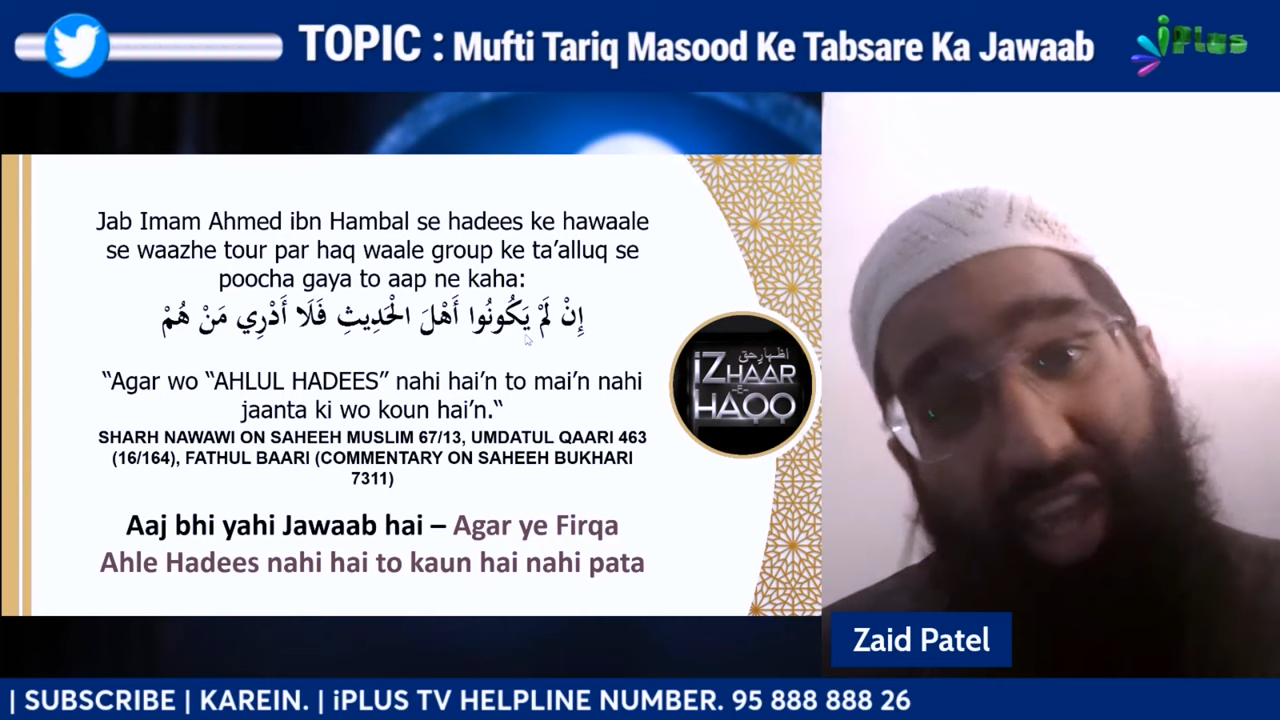 TOPIC : Mufti Tariq Masood Ke Tabsare Ka Jawaab
iPlus
Jab Imam Ahmed ibn Hambal se hadees ke hawaale
se waazhe tour par haq waale group ke ta’alluq se
poocha gaya to aap ne kaha:
إِنْ لَمْ يَكُونُوا أَهْلَ الْحَدِيثِ فَلَا أَدْرِي مَنْ هُمْ
“Agar wo “AHLUL HADEES” nahi hai’n to mai’n nahi
jaanta ki wo koun hai’n.“
SHARH NAWAWI ON SAHEEH MUSLIM 67/13, UMDATUL QAARI 463
(16/164), FATHUL BAARI (COMMENTARY ON SAHEEH BUKHARI
7311)
Aaj bhi yahi Jawaab hai – Agar ye Firqa
Ahle Hadees nahi hai to kaun hai nahi pata
اظہارِ حق
iZHAAR
-E-
HAQQ
Zaid Patel
| SUBSCRIBE | KAREIN. | iPLUS TV HELPLINE NUMBER. 95 888 888 26